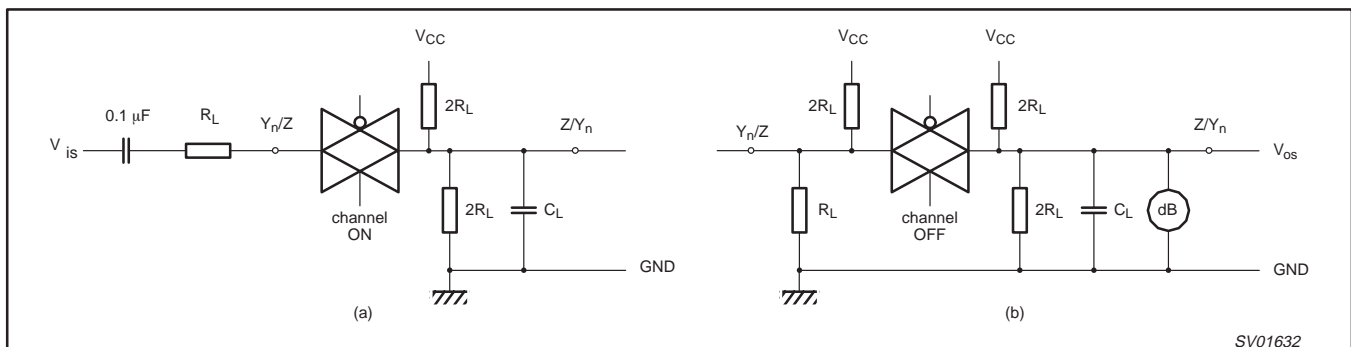 V_is
0.1 μF
R_L
Y_n/Z
channel
ON
V_CC
2R_L
2R_L
C_L
Z/Y_n
GND
(a)
Y_n/Z
R_L
V_CC
2R_L
channel
OFF
V_CC
2R_L
2R_L
C_L
dB
Z/Y_n
V_os
GND
(b)
SV01632